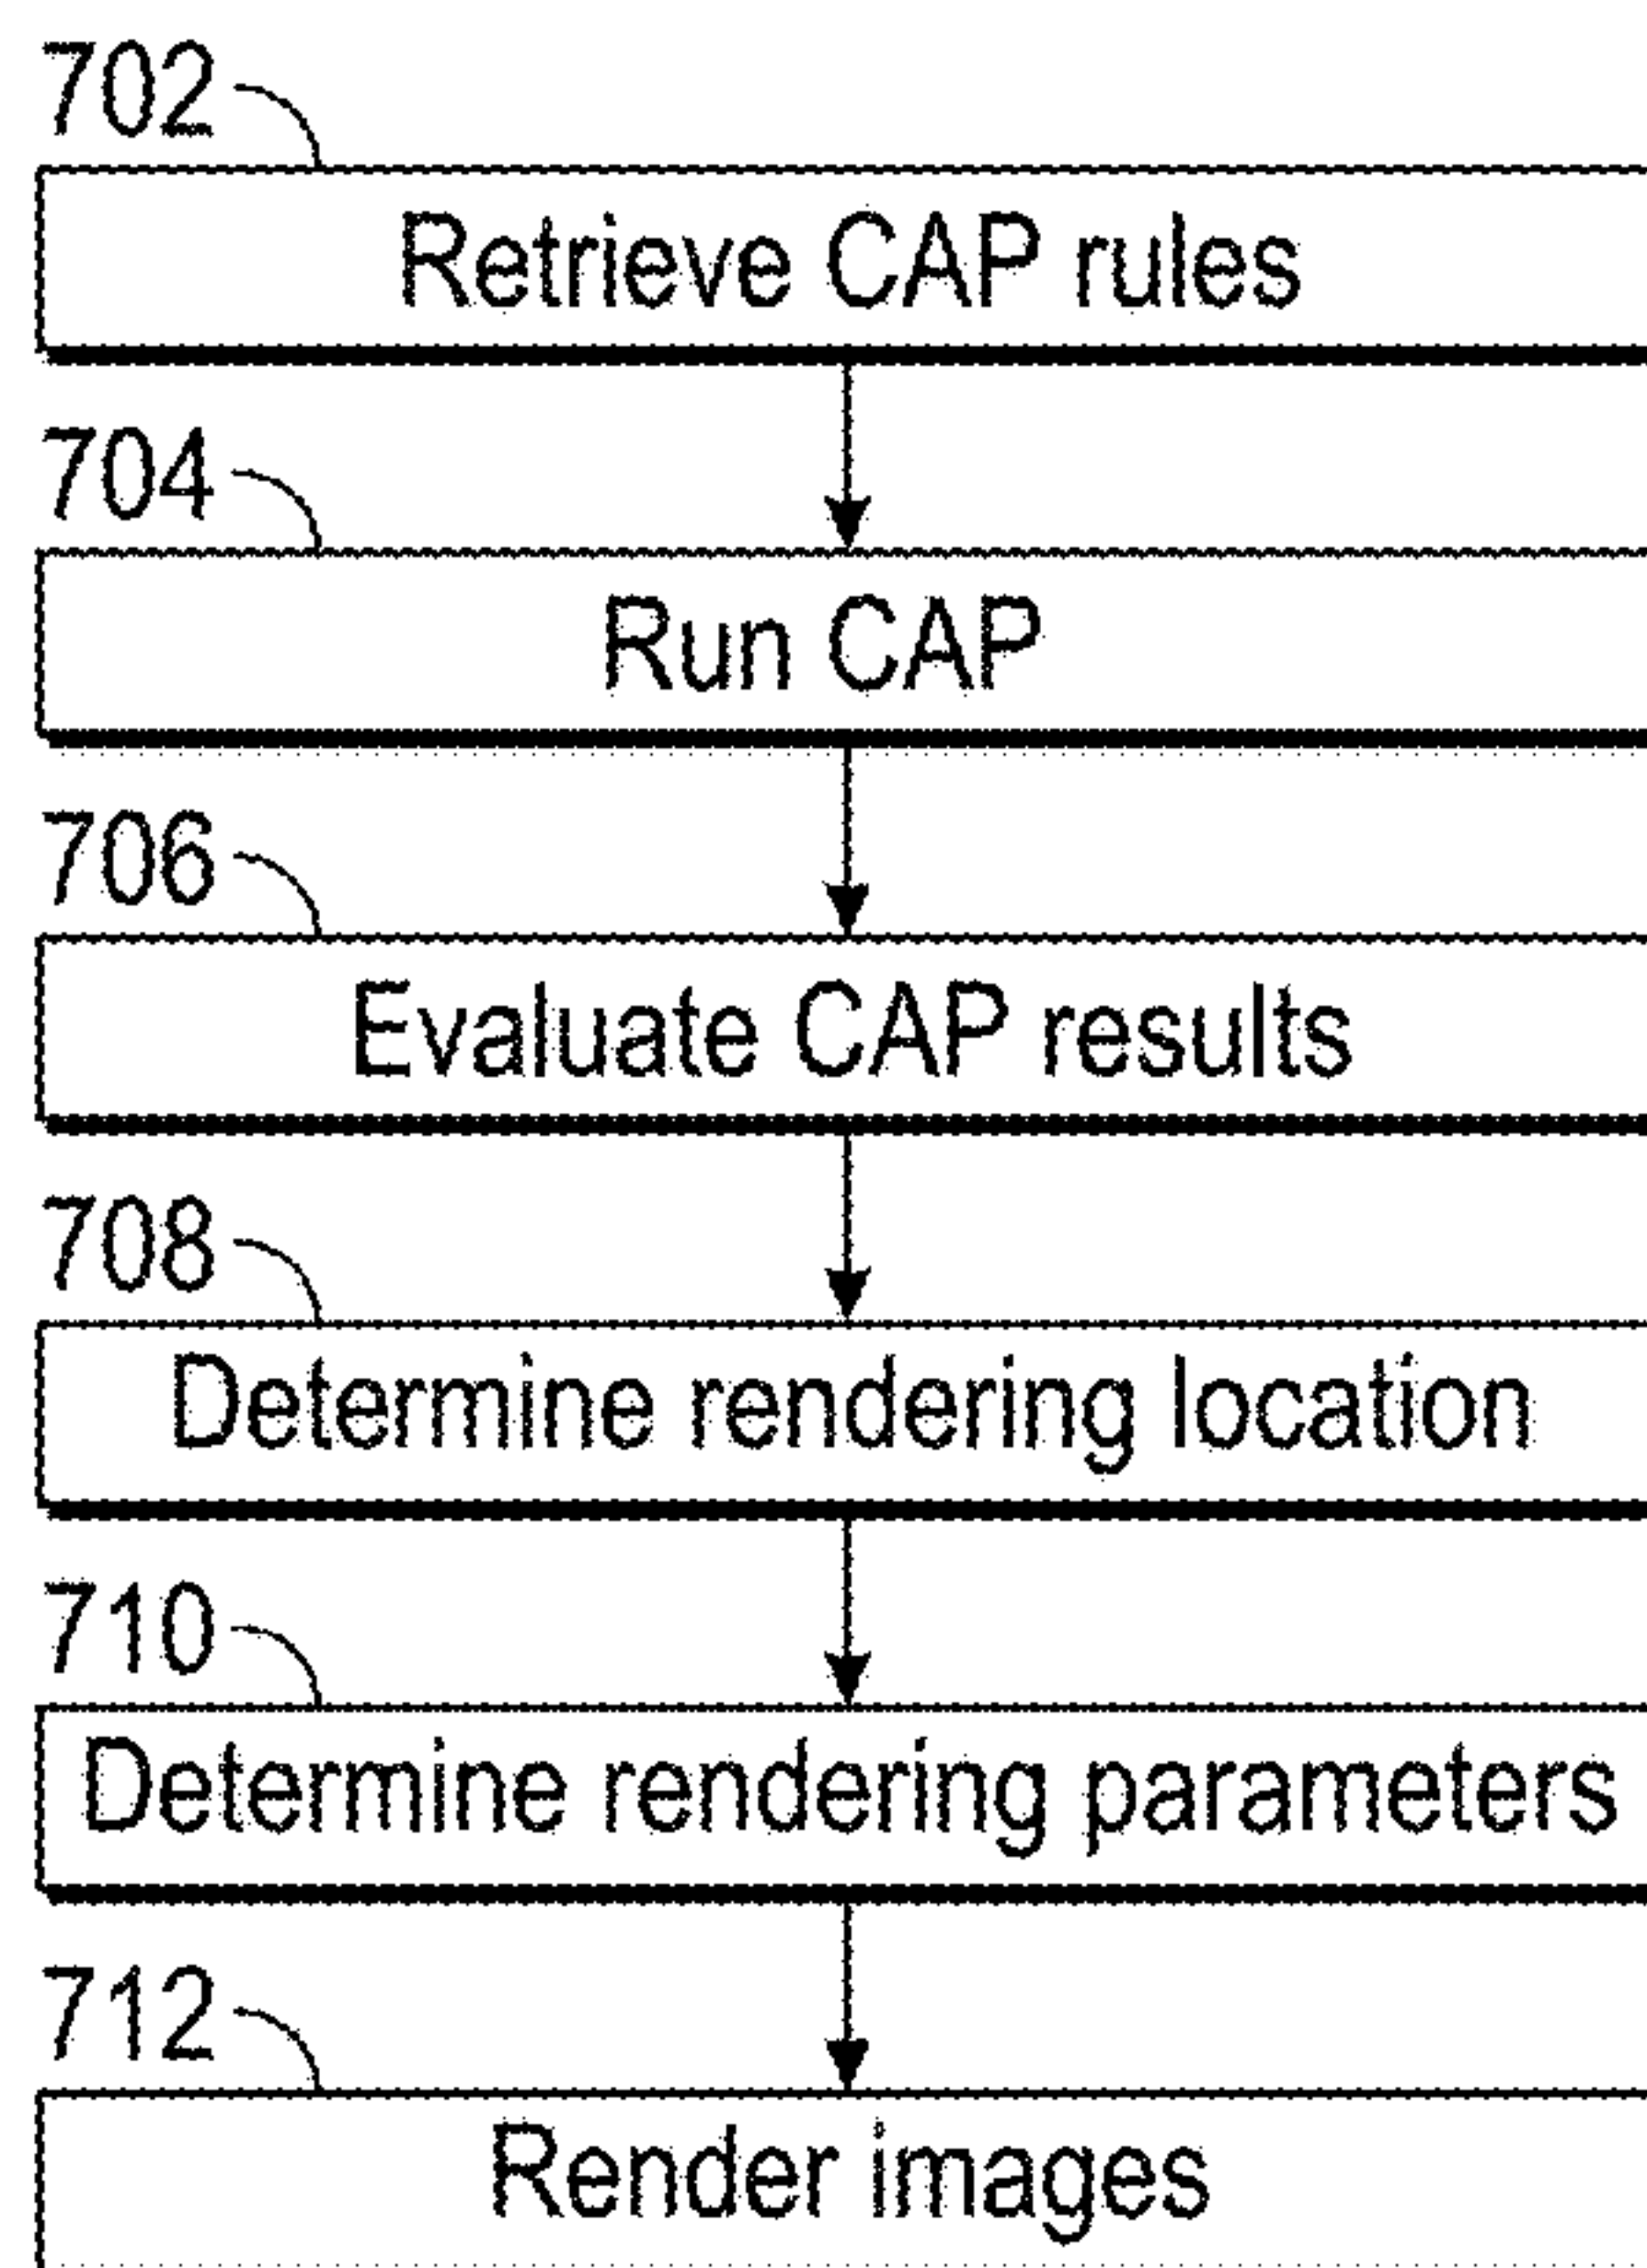 702
Retrieve CAP rules
704
Run CAP
706
Evaluate CAP results
708
Determine rendering location
710
Determine rendering parameters
712
Render images